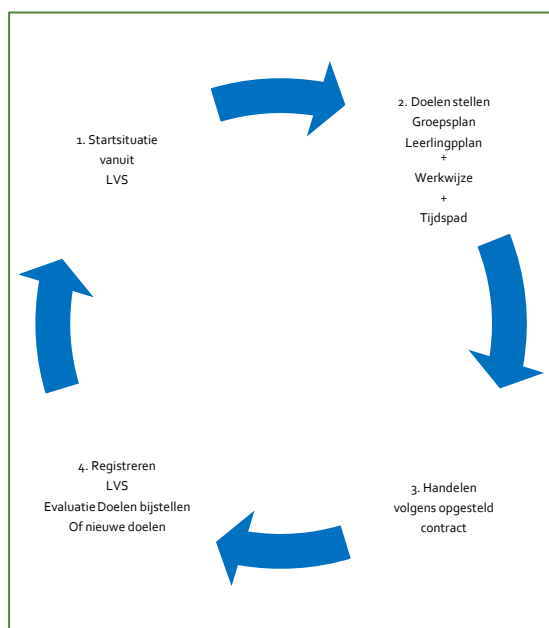 1. Startsituatie
vanuit
LVS
2. Doelen stellen
Groepsplan
Leerlingpplan
+
Werkwijze
+
Tijdspad
3. Handelen
volgens opgesteld
contract
4. Registreren
LVS
Evaluatie Doelen bijstellen
Of nieuwe doelen